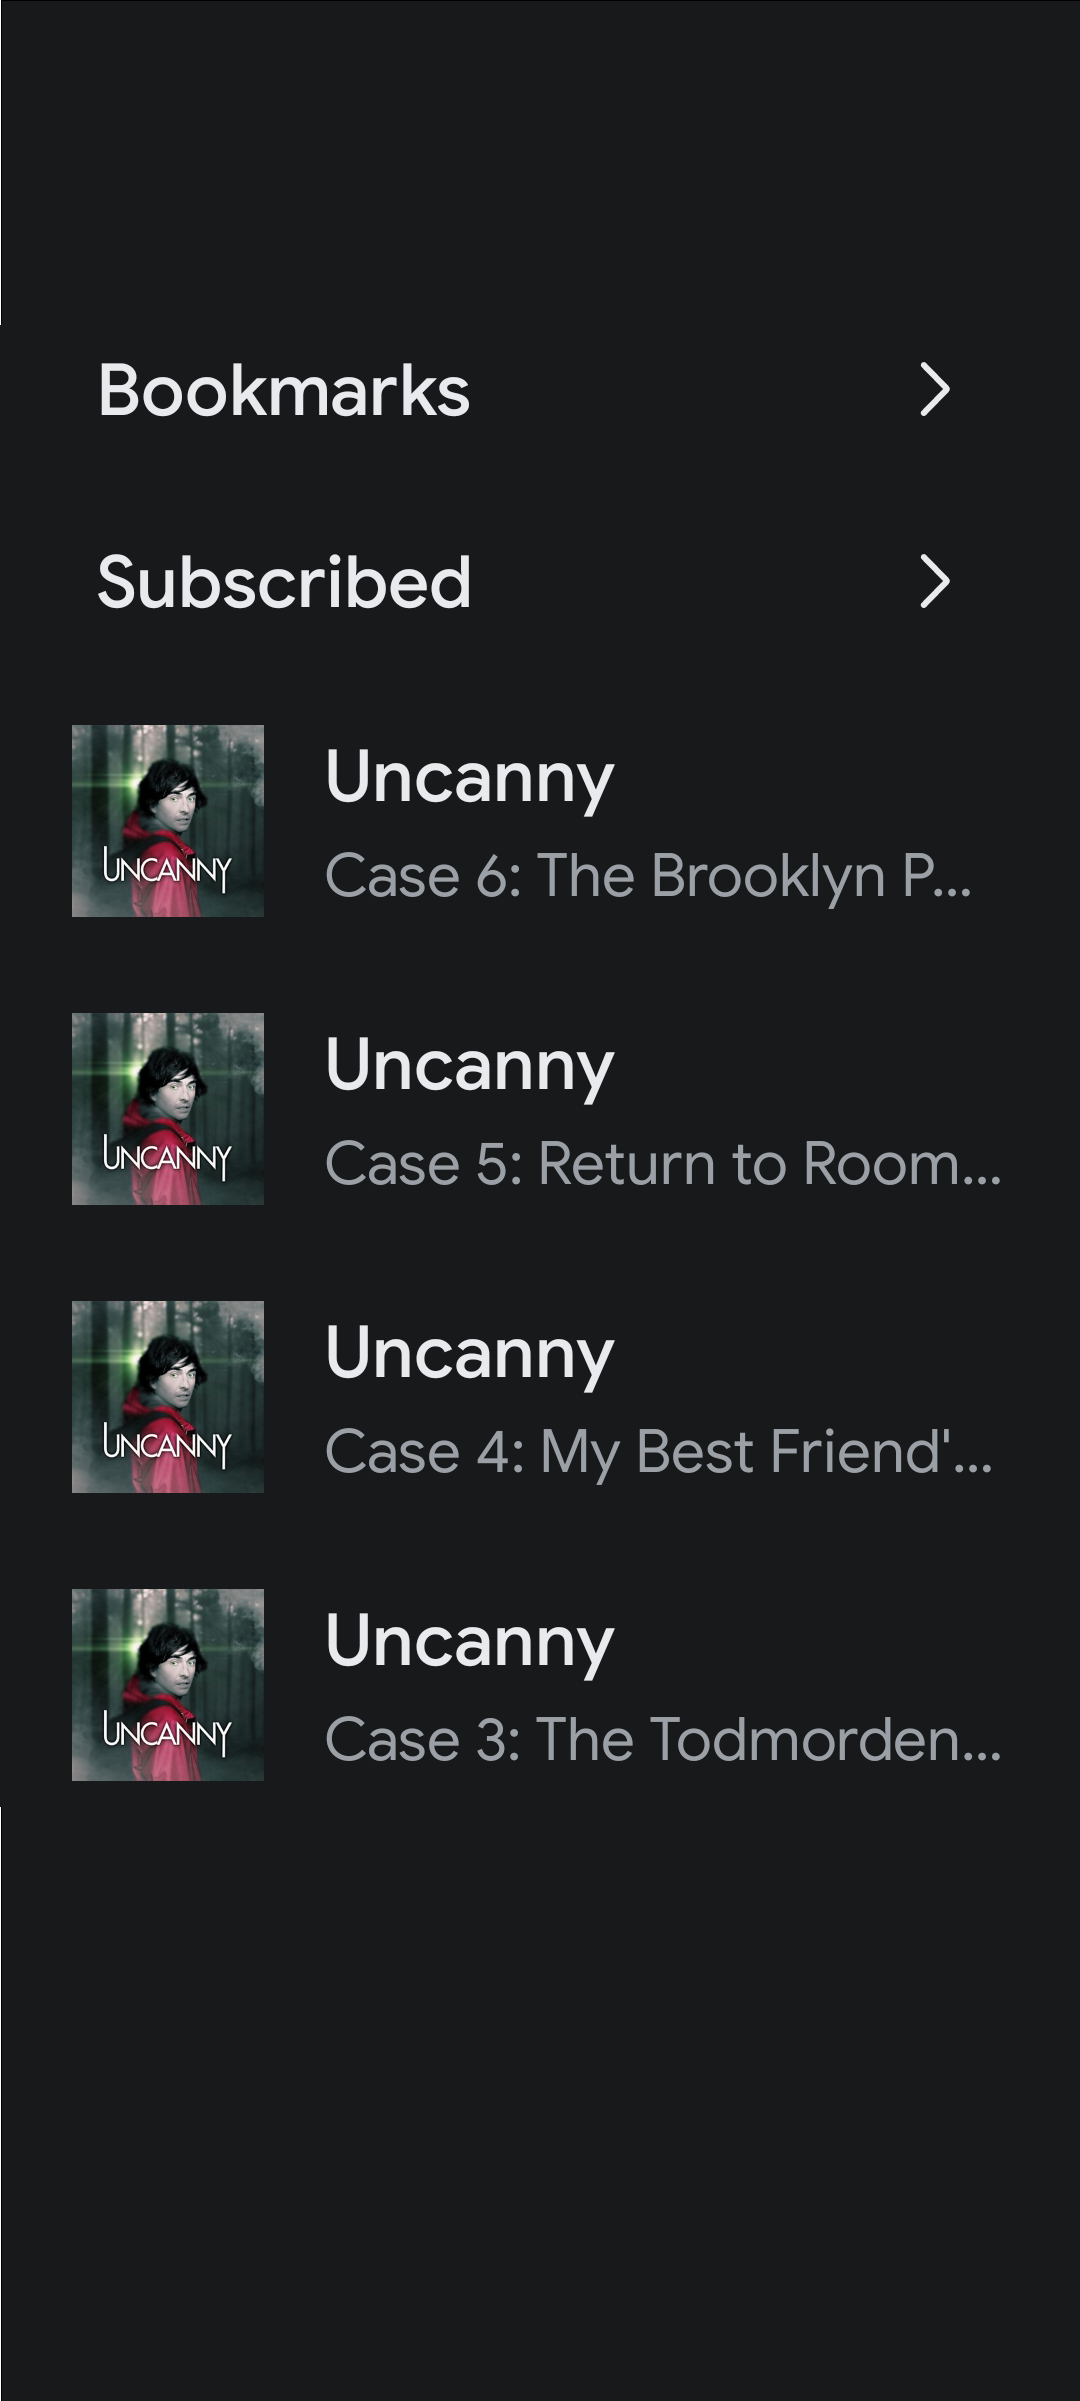 Bookmarks
Subscribed
Uncanny
UNCANNY
Case 6: The Brooklyn P...
Uncanny
UNCANNY
Case 5: Return to Room...
Uncanny
UNCANNY
Case 4: My Best Friend'...
Uncanny
UNCANNY
Case 3: The Todmorden...